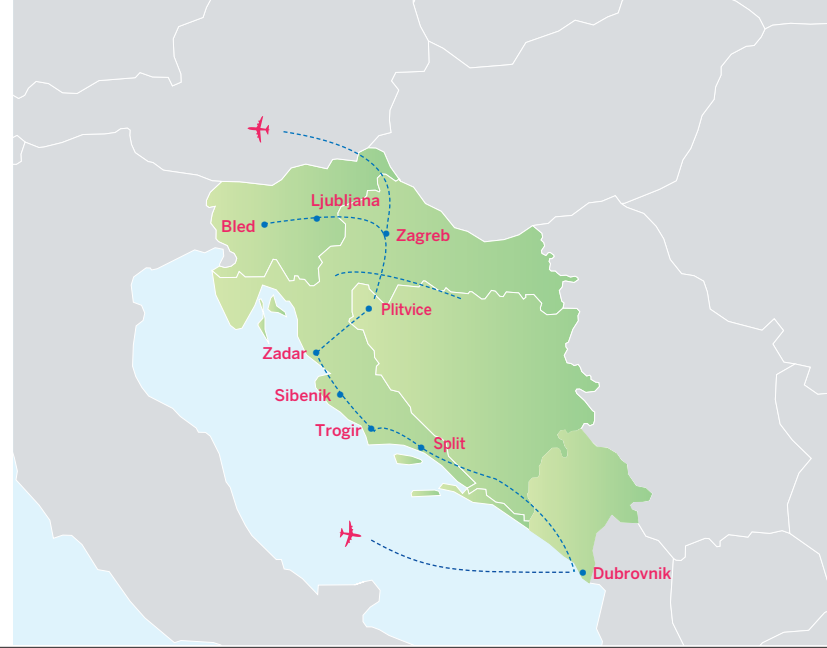 Ljubljana
Bled
Zagreb
Plitvice
Zadar
Sibenik
Trogir
Split
Dubrovnik